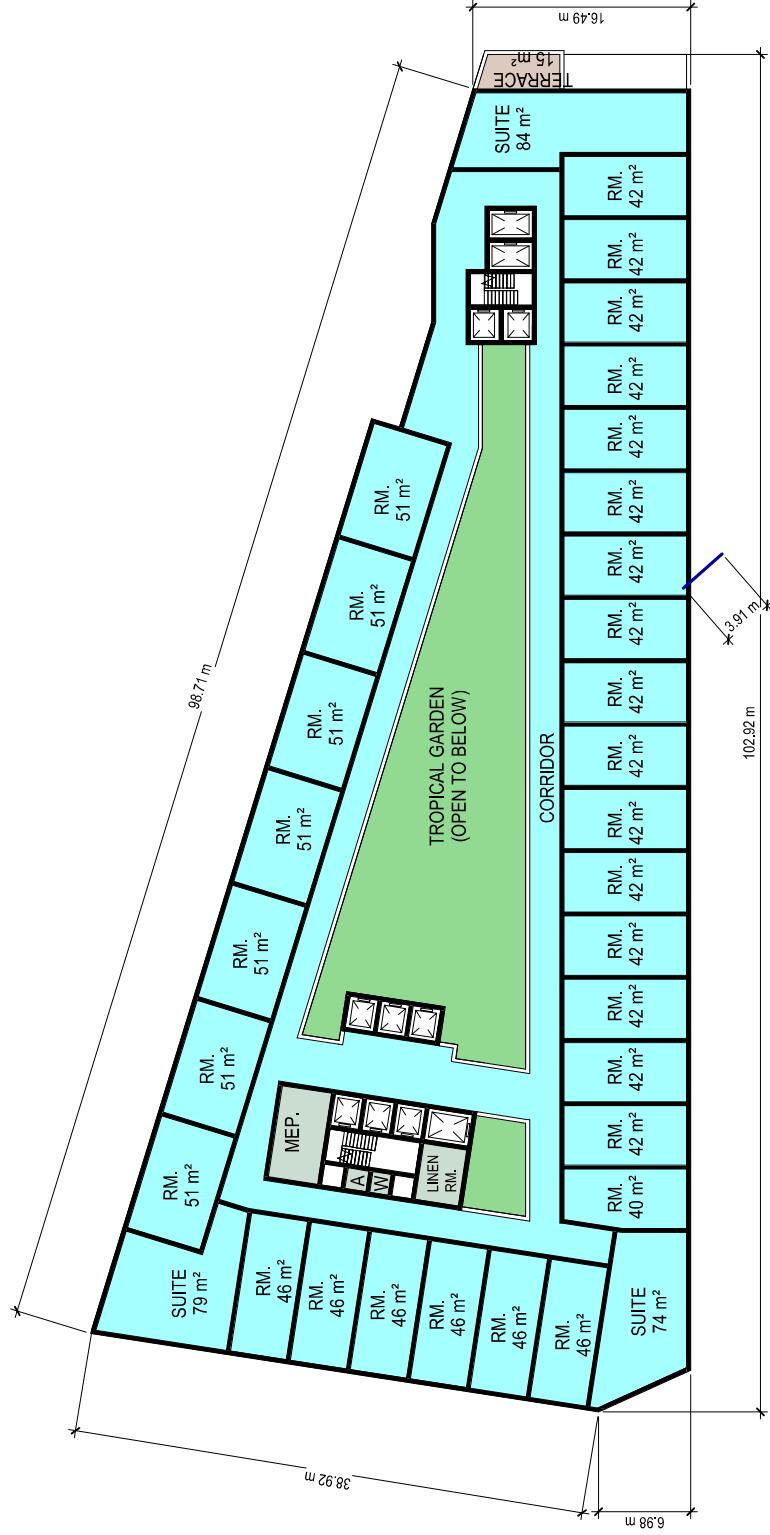 16.49 m
TERRACE
15 m²
SUITE
84 m²
RM.
42 m²
RM.
42 m²
RM.
42 m²
RM.
42 m²
RM.
42 m²
RM.
42 m²
RM.
42 m²
RM.
42 m²
RM.
42 m²
RM.
42 m²
RM.
42 m²
RM.
42 m²
RM.
42 m²
RM.
42 m²
RM.
42 m²
RM.
42 m²
RM.
40 m²
RM.
51 m²
RM.
51 m²
RM.
51 m²
RM.
51 m²
RM.
51 m²
RM.
51 m²
RM.
51 m²
98.71 m
3.91 m
102.92 m
TROPICAL GARDEN
(OPEN TO BELOW)
CORRIDOR
MEP.
A
W
LINEN
RM.
SUITE
79 m²
RM.
46 m²
RM.
46 m²
RM.
46 m²
RM.
46 m²
RM.
46 m²
RM.
46 m²
SUITE
74 m²
38.92 m
6.98 m